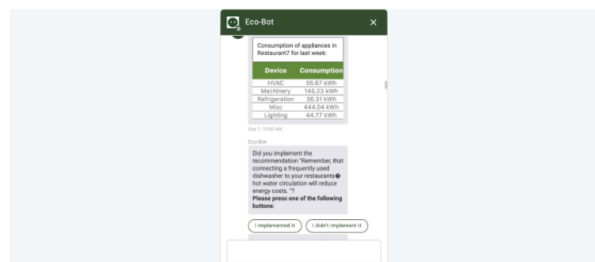 Eco-Bot
Consumption of appliances in
Restaurant7 for last week:
Device Consumption
HVAC 55.67 kWh
Machinery 145.23 kWh
Refrigeration 36.31 kWh
Misc 444.04 kWh
Lighting 44.77 kWh
Eco-Bot
Did you implement the
recommendation "Remember, that
connecting a frequently used
dishwasher to your restaurants�
hot water circulation will reduce
energy costs. "?
Please press one of the following
buttons:
I implemented it I didn't implement it